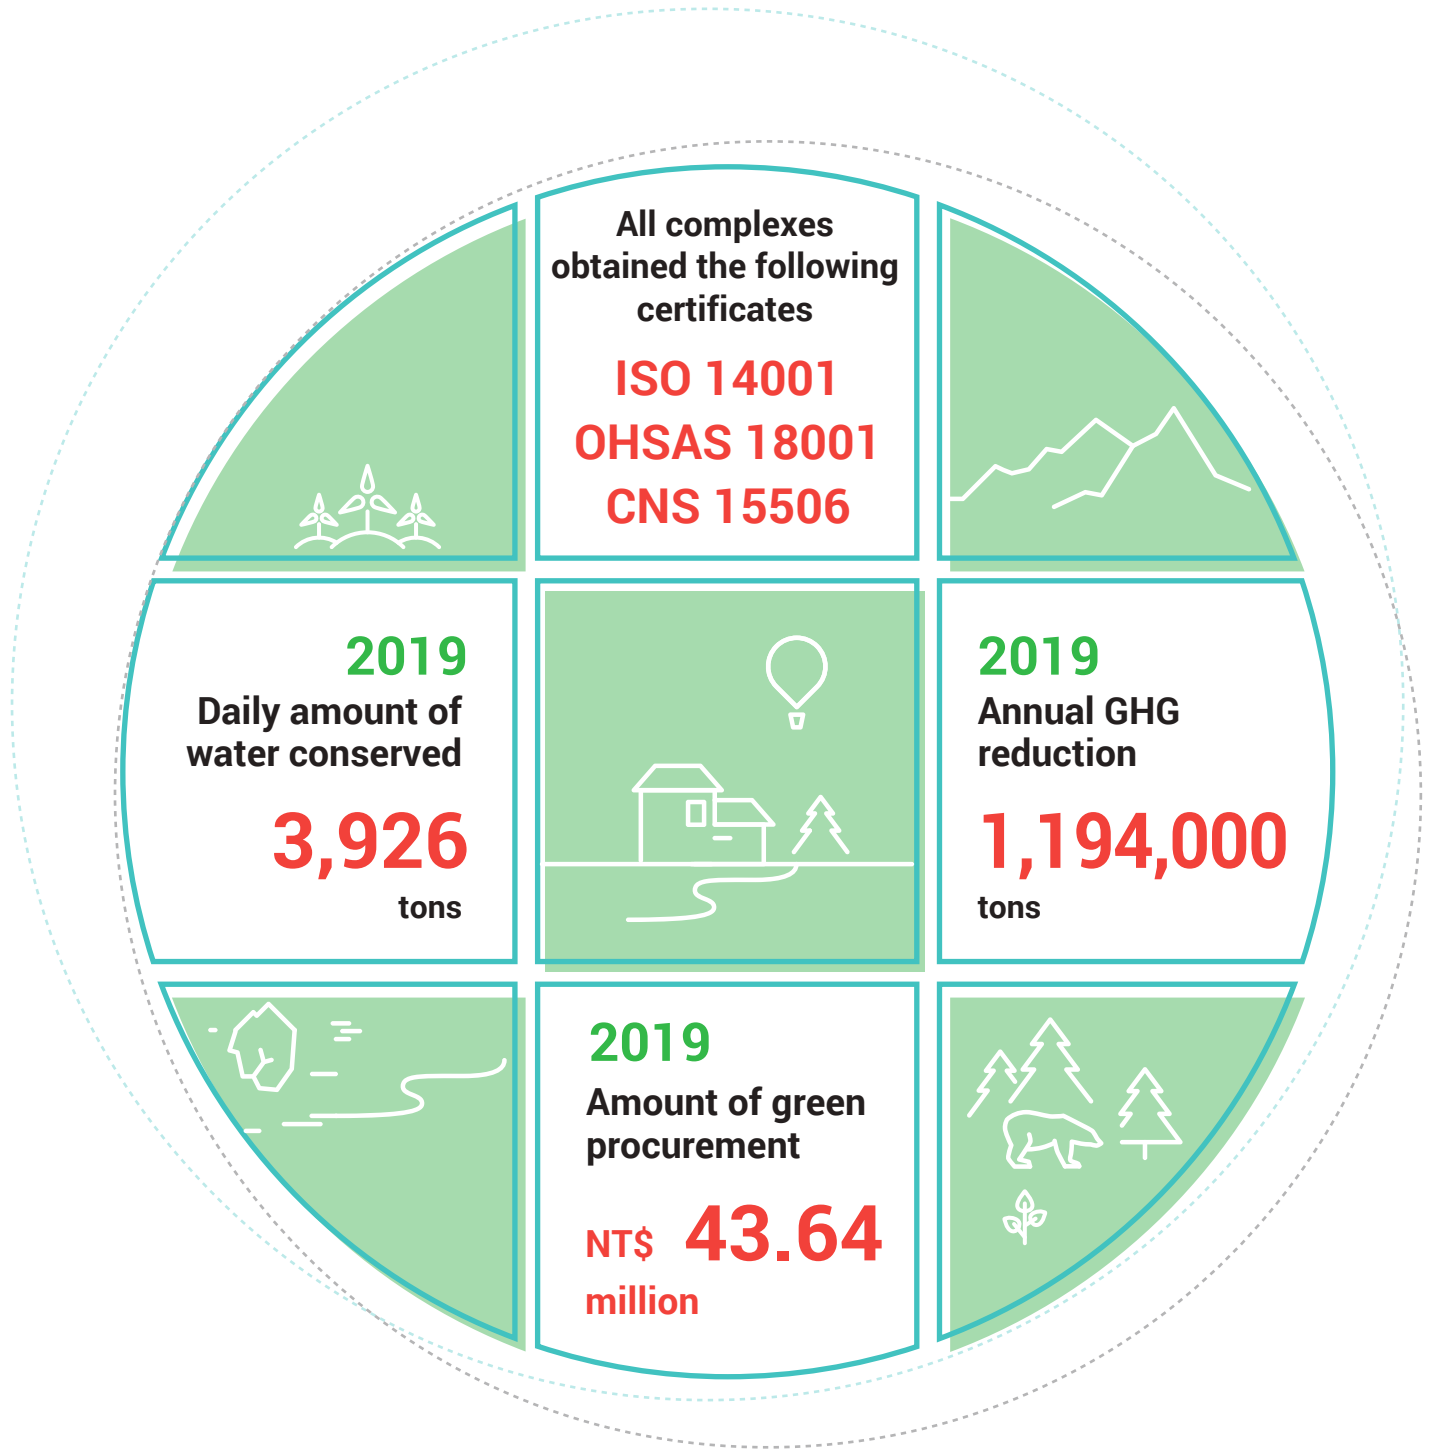 All complexes
obtained the following
certificates
ISO 14001
OHSAS 18001
CNS 15506
2019
Daily amount of
water conserved
3,926
tons
2019
Annual GHG
reduction
1,194,000
tons
2019
Amount of green
procurement
NT$ 43.64
million